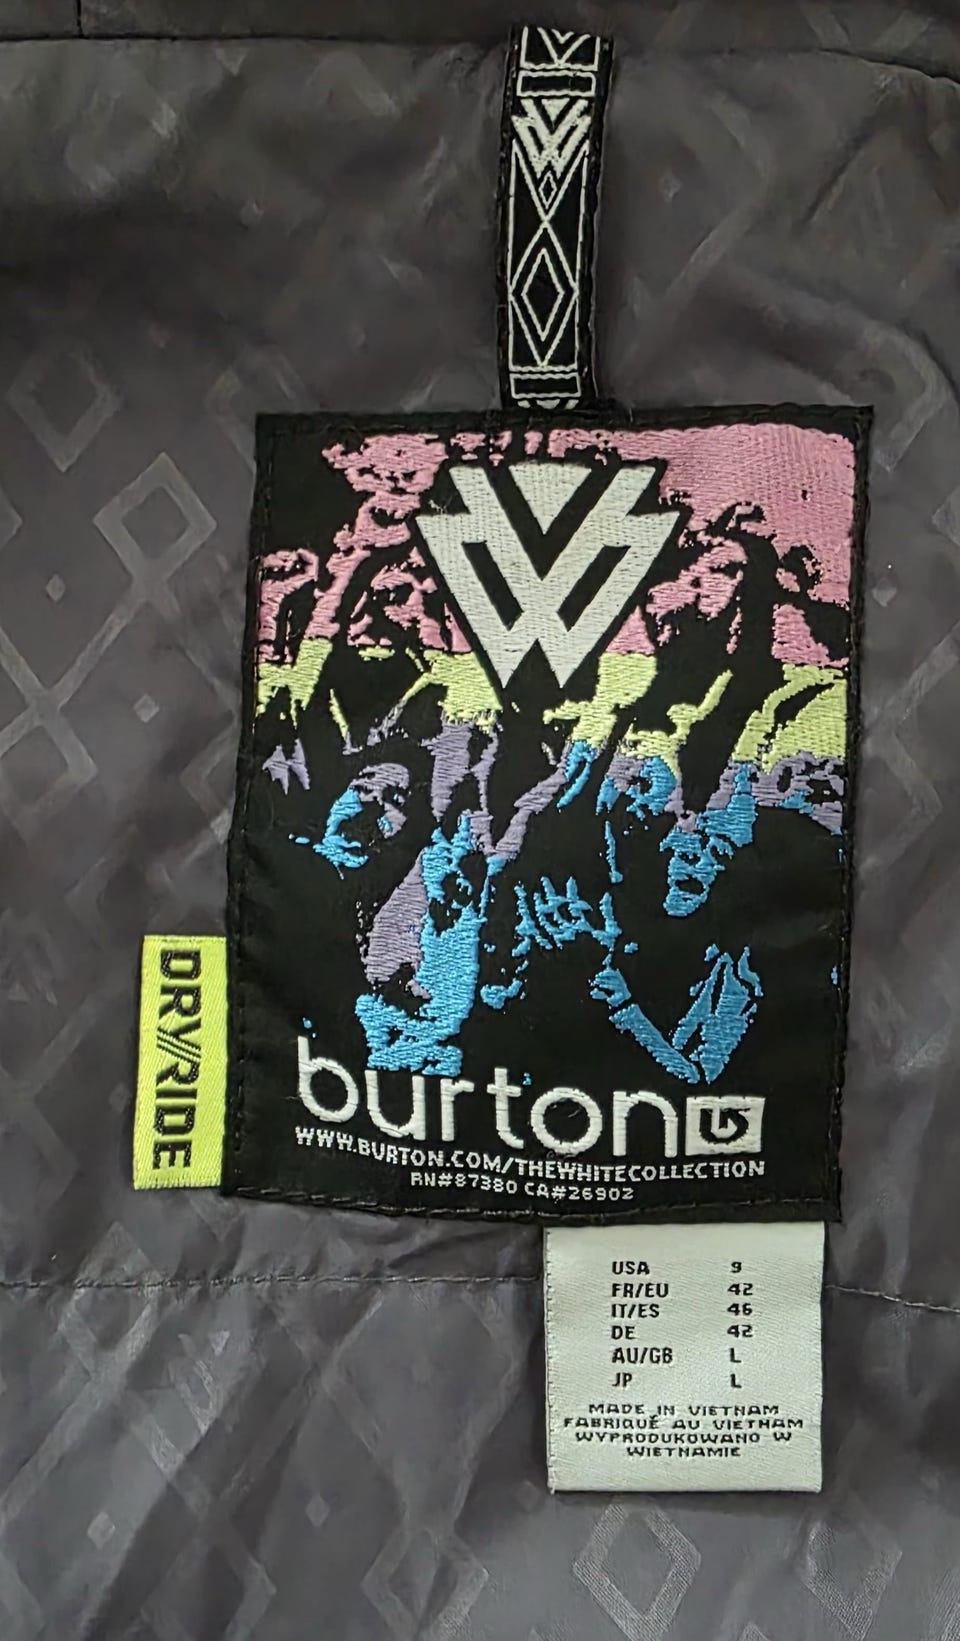 burton
WWW.BURTON.COM/THEWHITECOLLECTION
RN#87380 CA#26902
DRY//RIDE
USA 9
FR/EU 42
IT/ES 46
DE 42
AU/GB L
JP L
MADE IN VIETNAM
FABRIQUÉ AU VIETNAM
WYPRODUKOWANO W
WIETNAMIE